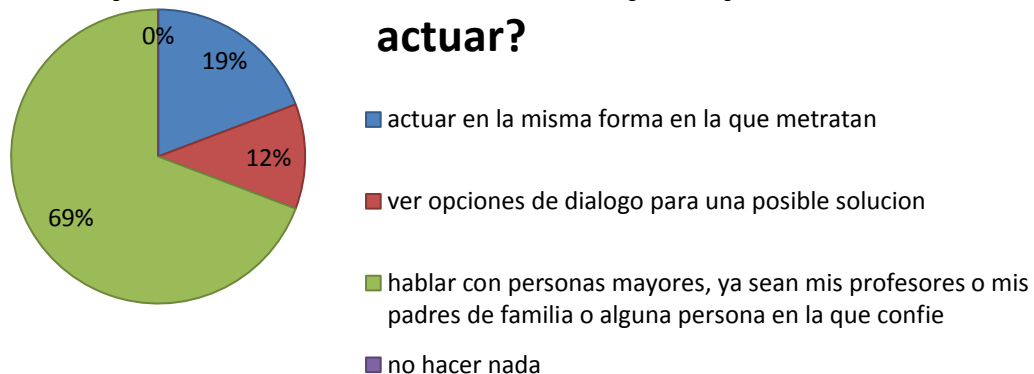 actuar?
0%
19%
12%
69%
actuar en la misma forma en la que metratan
ver opciones de dialogo para una posible solucion
hablar con personas mayores, ya sean mis profesores o mis
padres de familia o alguna persona en la que confie
no hacer nada